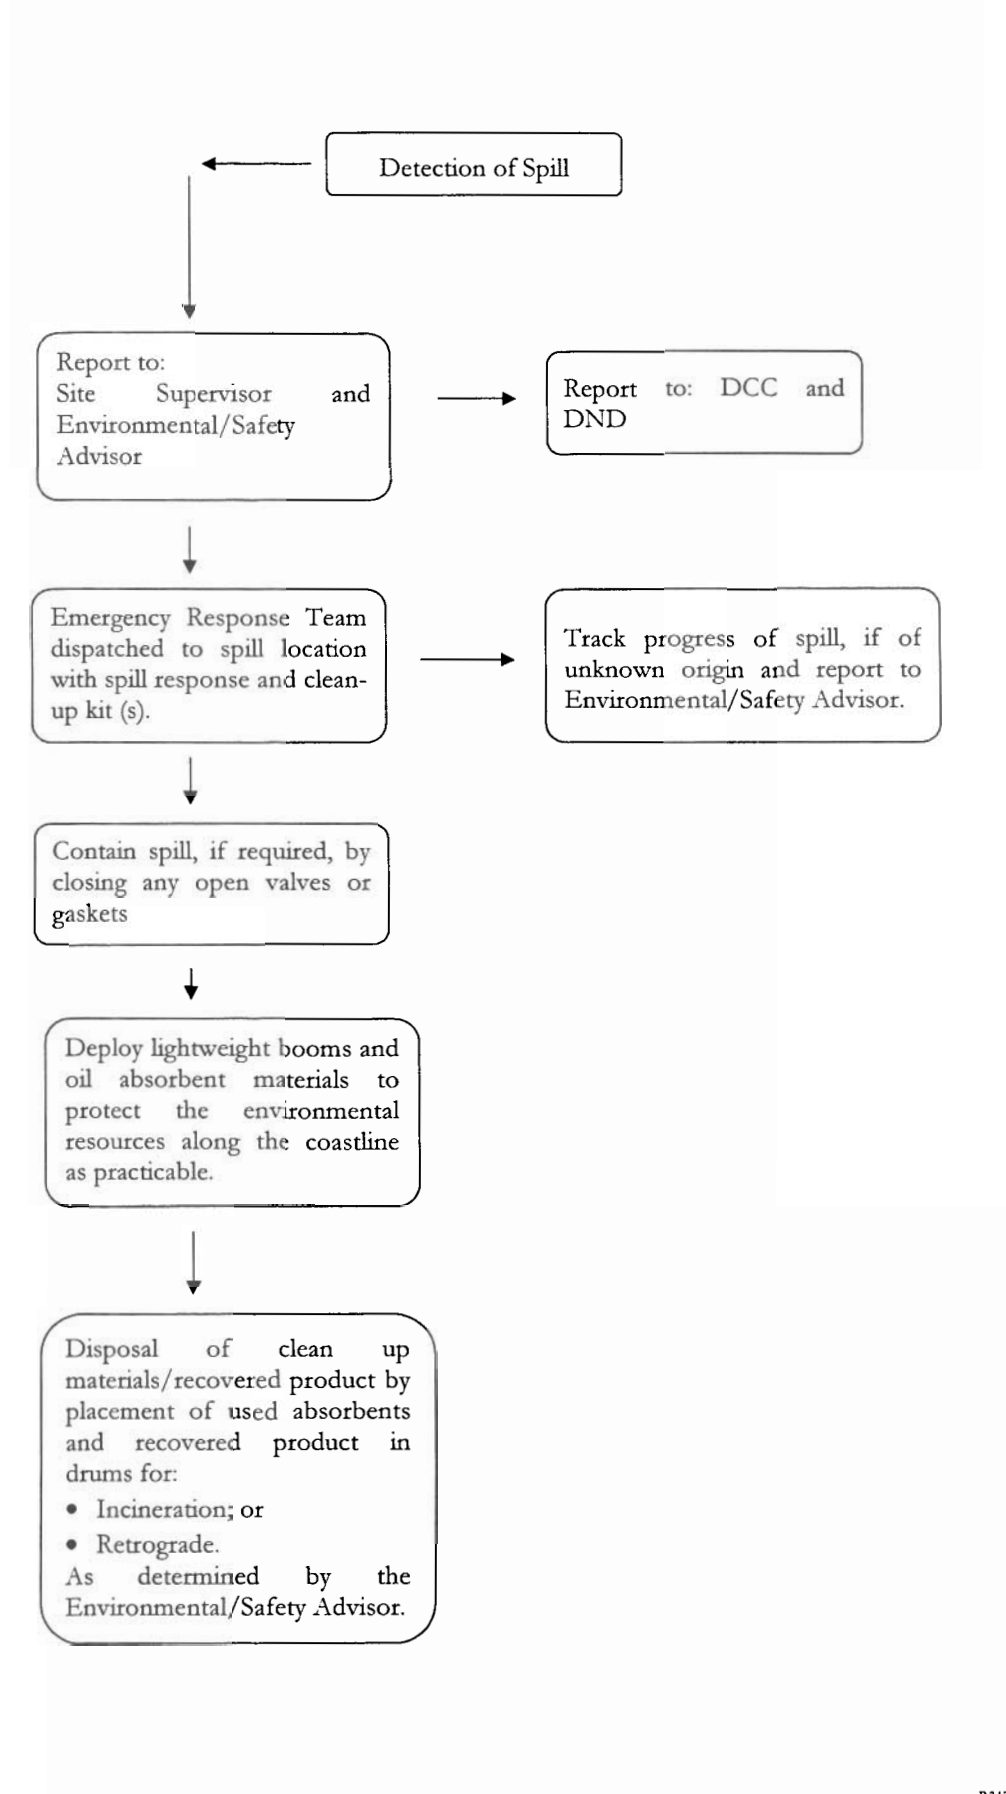 Detection of Spill
Report to:
Site Supervisor and
Environmental/Safety
Advisor
Report to: DCC and
DND
Emergency Response Team
dispatched to spill location
with spill response and clean-
up kit (s).
Track progress of spill, if of
unknown origin and report to
Environmental/Safety Advisor.
Contain spill, if required, by
closing any open valves or
gaskets
Deploy lightweight booms and
oil absorbent materials to
protect the environmental
resources along the coastline
as practicable.
Disposal of clean up
materials/recovered product by
placement of used absorbents
and recovered product in
drums for:
• Incineration; or
• Retrograde.
As determined by the
Environmental/Safety Advisor.